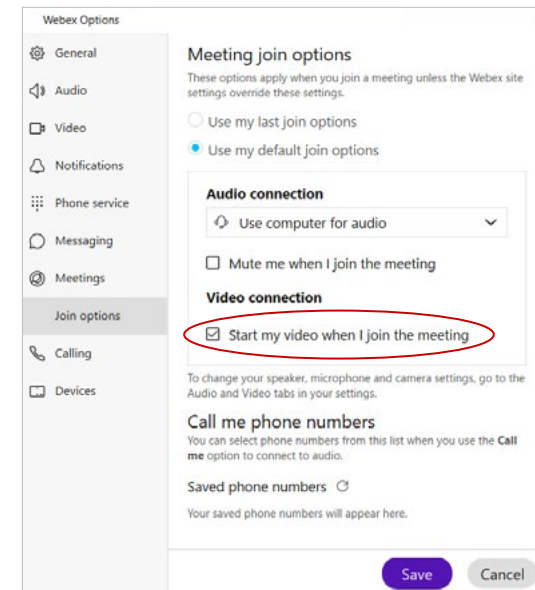 Webex Options
General
Audio
Video
Notifications
Phone service
Messaging
Meetings
Join options
Calling
Devices
Meeting join options
These options apply when you join a meeting unless the Webex site
settings override these settings.
Use my last join options
Use my default join options
Audio connection
Use computer for audio
Mute me when I join the meeting
Video connection
Start my video when I join the meeting
To change your speaker, microphone and camera settings, go to the
Audio and Video tabs in your settings.
Call me phone numbers
You can select phone numbers from this list when you use the Call
me option to connect to audio.
Saved phone numbers
Your saved phone numbers will appear here.
Save
Cancel